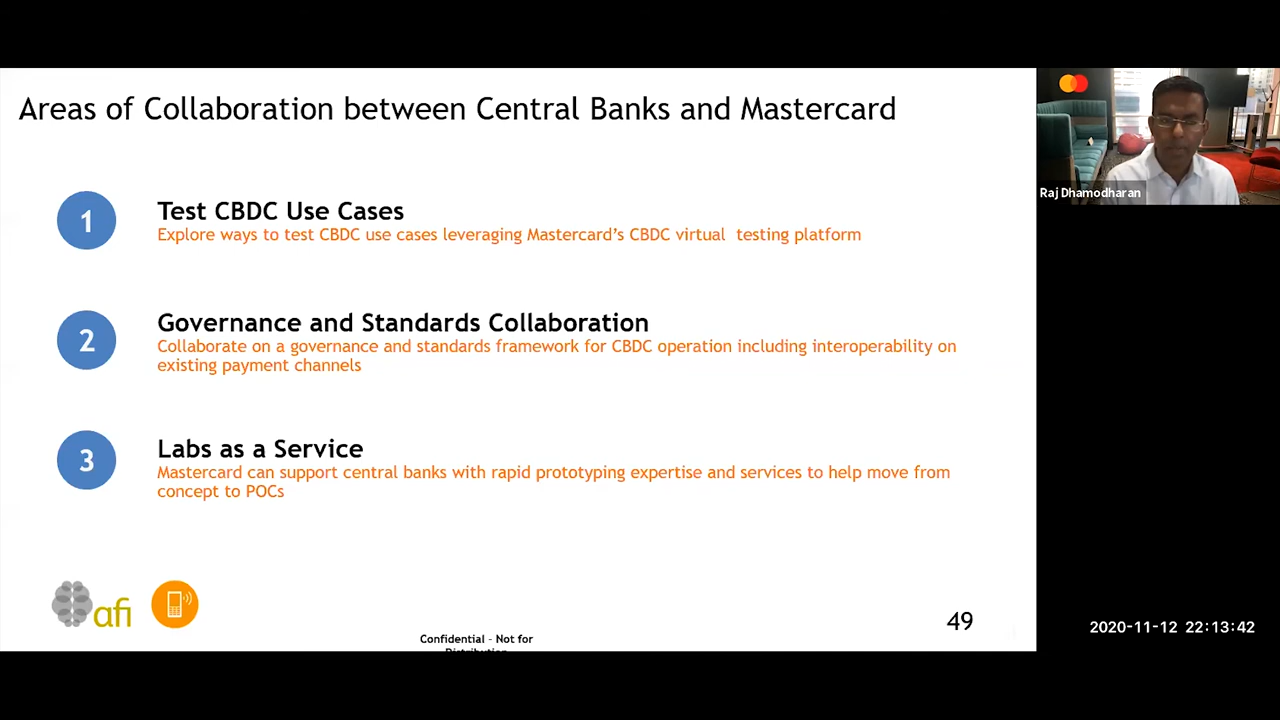 Areas of Collaboration between Central Banks and Mastercard
1
Test CBDC Use Cases
Explore ways to test CBDC use cases leveraging Mastercard’s CBDC virtual testing platform
2
Governance and Standards Collaboration
Collaborate on a governance and standards framework for CBDC operation including interoperability on
existing payment channels
3
Labs as a Service
Mastercard can support central banks with rapid prototyping expertise and services to help move from
concept to POCs
afi
49
Confidential - Not for
Distribution
Raj Dhamodharan
2020-11-12 22:13:42